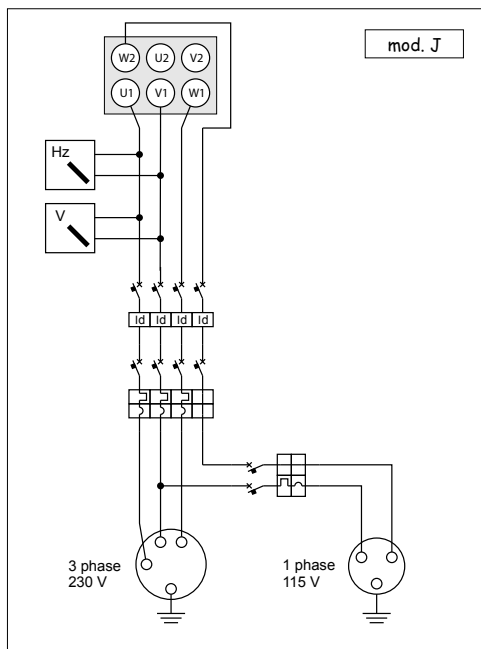 mod. J
W2 U2 V2
U1 V1 W1
Hz
V
Id Id Id Id
3 phase
230 V
1 phase
115 V